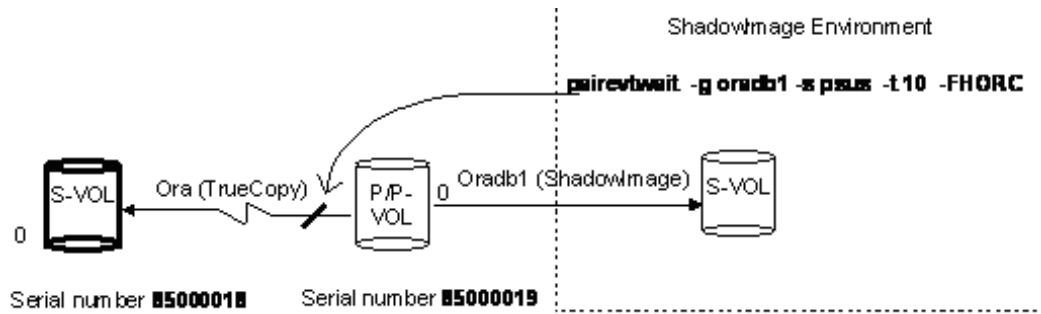 ShadowImage Environment
pairevtwait -g oradb1 -s psus -t 10 -FHORC
S-VOL
Ora (TrueCopy)
P/P-
VOL
0
Oradb1 (ShadowImage)
S-VOL
0
Serial number 85000018
Serial number 85000019